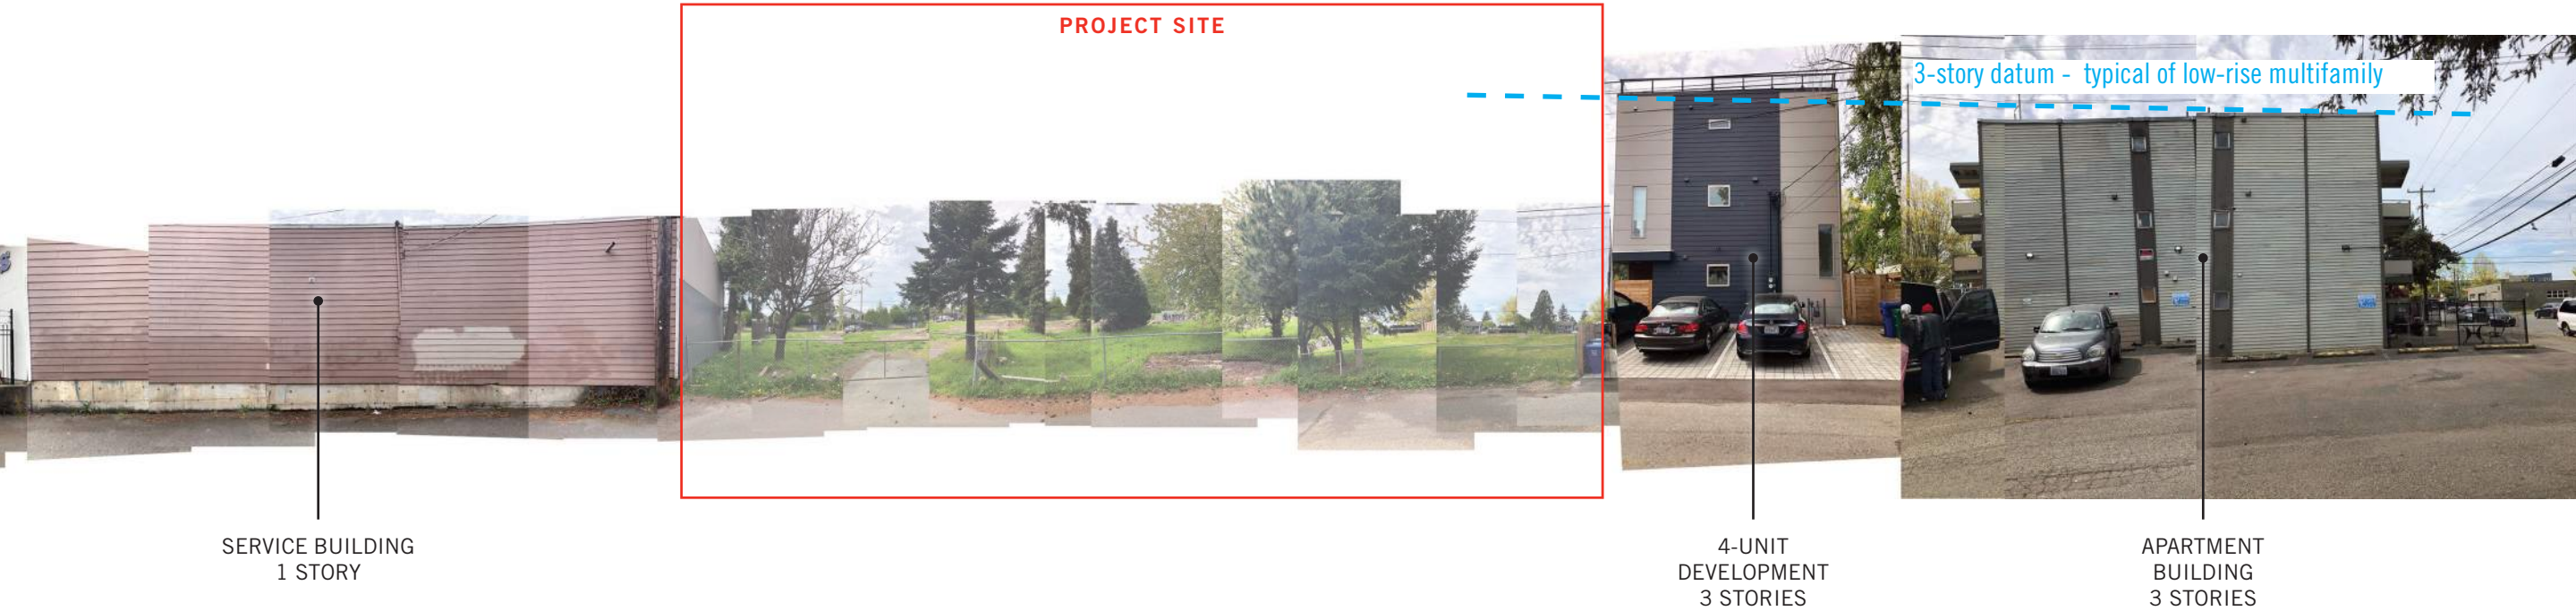 PROJECT SITE
3-story datum - typical of low-rise multifamily
SERVICE BUILDING
1 STORY
4-UNIT
DEVELOPMENT
3 STORIES
APARTMENT
BUILDING
3 STORIES